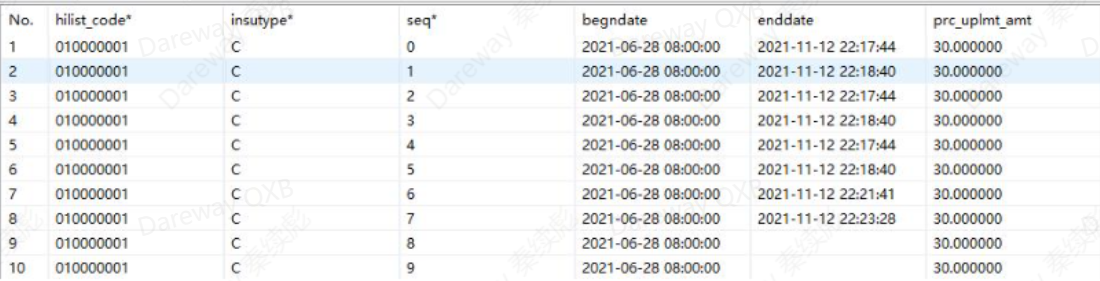 No. hilist_code* insutype* seq* begndate enddate prc_uplmt_amt
1 010000001 C 0 2021-06-28 08:00:00 2021-11-12 22:17:44 30.000000
2 010000001 C 1 2021-06-28 08:00:00 2021-11-12 22:18:40 30.000000
3 010000001 C 2 2021-06-28 08:00:00 2021-11-12 22:17:44 30.000000
4 010000001 C 3 2021-06-28 08:00:00 2021-11-12 22:18:40 30.000000
5 010000001 C 4 2021-06-28 08:00:00 2021-11-12 22:17:44 30.000000
6 010000001 C 5 2021-06-28 08:00:00 2021-11-12 22:18:40 30.000000
7 010000001 C 6 2021-06-28 08:00:00 2021-11-12 22:21:41 30.000000
8 010000001 C 7 2021-06-28 08:00:00 2021-11-12 22:23:28 30.000000
9 010000001 C 8 2021-06-28 08:00:00 30.000000
10 010000001 C 9 2021-06-28 08:00:00 30.000000
Dareway QXB